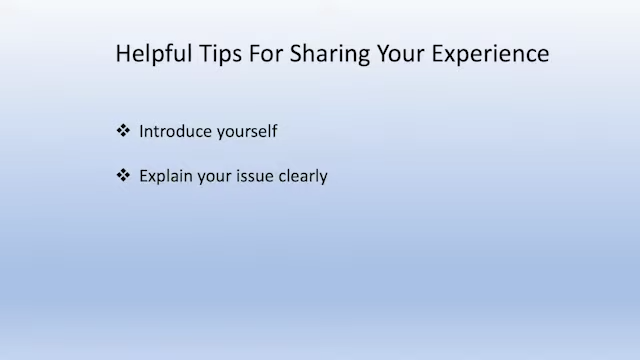 Helpful Tips For Sharing Your Experience
❖ Introduce yourself
❖ Explain your issue clearly